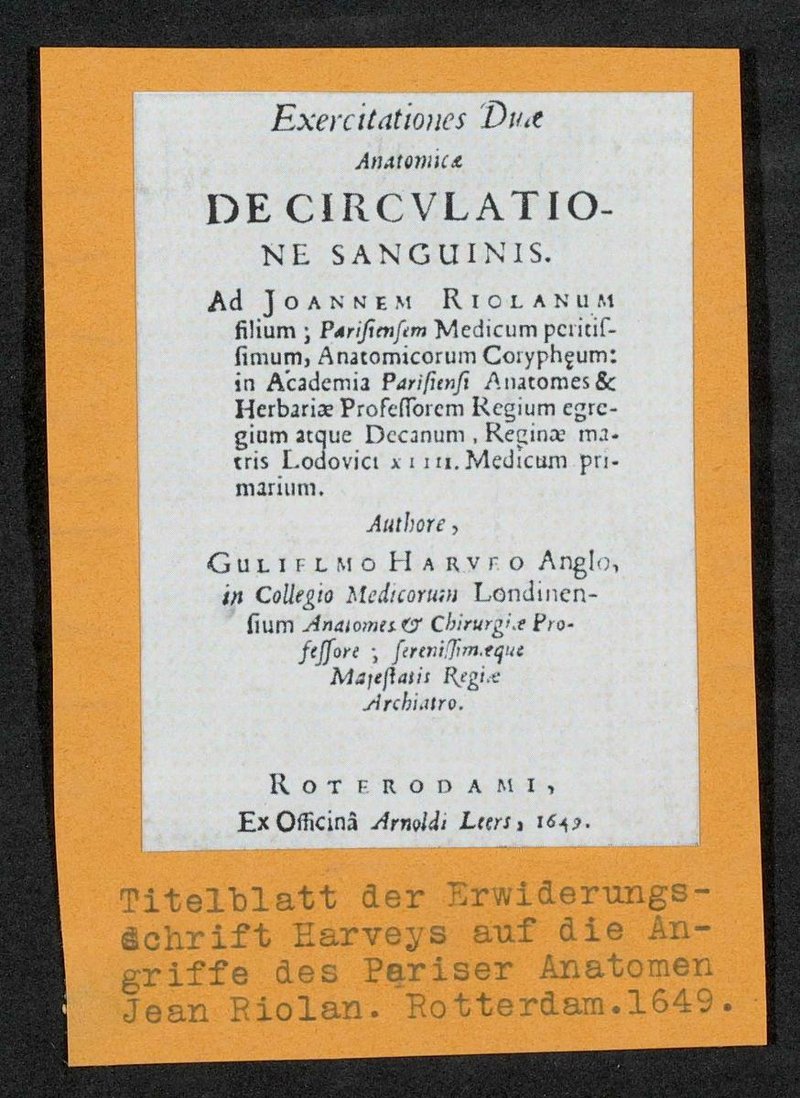 Exercitationes Duæ
Anatomicæ
DE CIRCVLATIO-
NE SANGUINIS.
Ad JOANNEM RIOLANUM
filium ; Parisiensem Medicum peritiſ-
ſimum, Anatomicorum Coryphęum:
in Academia Pariſienſi Anatomes &
Herbariæ Profeſſorem Regium egre-
gium atque Decanum , Reginæ ma-
tris Lodovici XIIII. Medicum pri-
marium.
Authore ,
GULIELMO HARVEO Anglo,
in Collegio Medicorum Londinen-
ſium Anatomes & Chirurgiæ Pro-
feſſore ; ſereniſſimæque
Majeſtatis Regiæ
Archiatro.
ROTERODAMI ,
Ex Officinâ Arnoldi Leers , 1649.
Titelblatt der Erwiderungs-
schrift Harveys auf die An-
griffe des Pariser Anatomen
Jean Riolan. Rotterdam.1649.